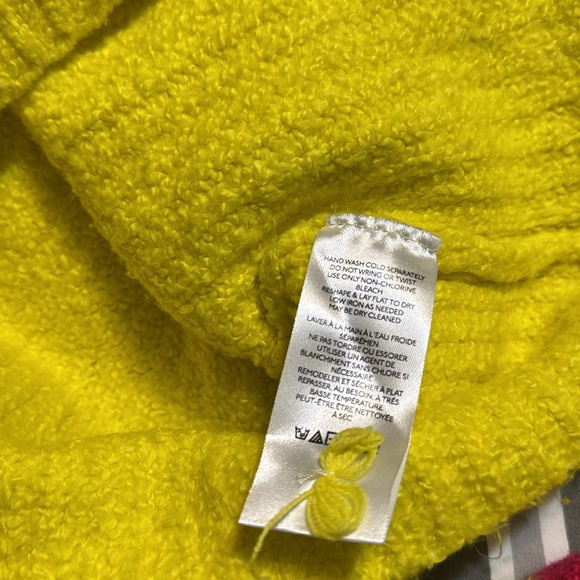 HAND WASH COLD SEPARATELY
DO NOT WRING OR TWIST
USE ONLY NON-CHLORINE
BLEACH
RESHAPE & LAY FLAT TO DRY
LOW IRON AS NEEDED
MAY BE DRY CLEANED
LAVER À LA MAIN À L'EAU FROIDE
SÉPARÉMEN
NE PAS TORDRE OU ESSORER
UTILISER UN AGENT DE
BLANCHIMENT SANS CHLORE SI
NÉCESSAIRE
REMODELER ET SÉCHER À PLAT
REPASSER, AU BESOIN, À TRÈS
BASSE TEMPÉRATURE
PEUT-ÊTRE ÊTRE NETTOYÉE
À SEC